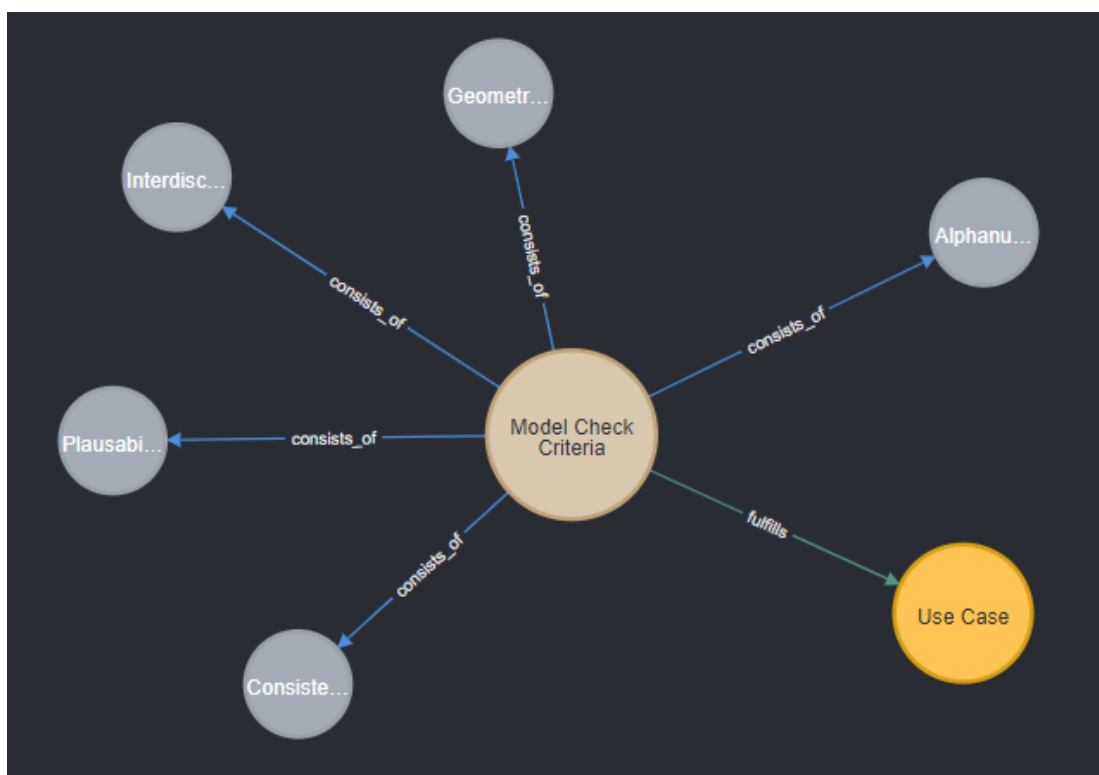 Geometr...
Interdisc...
Alphanu...
consists_of
consists_of
consists_of
Model Check
Criteria
Plausabi...
consists_of
fulfills
consists_of
Use Case
Consiste...